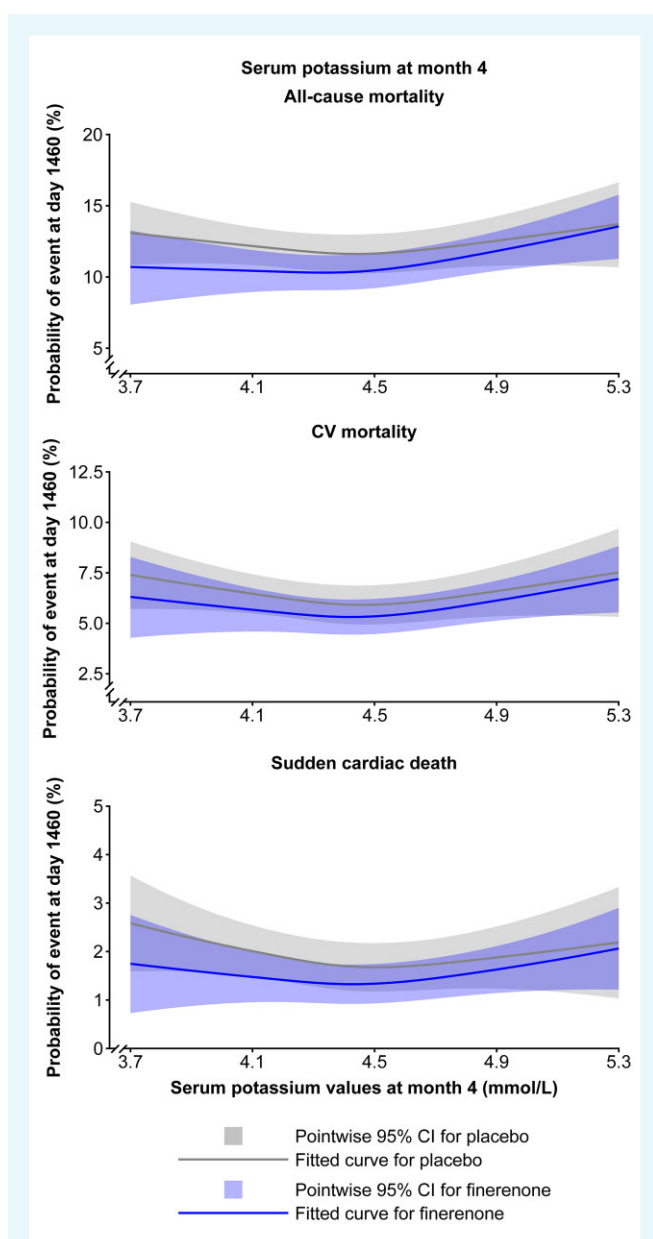 Serum potassium at month 4
All-cause mortality
Probability of event at day 1460 (%)
20
15
10
5
3.7 4.1 4.5 4.9 5.3
CV mortality
Probability of event at day 1460 (%)
12.5
10.0
7.5
5.0
2.5
3.7 4.1 4.5 4.9 5.3
Sudden cardiac death
Probability of event at day 1460 (%)
5
4
3
2
1
0
3.7 4.1 4.5 4.9 5.3
Serum potassium values at month 4 (mmol/L)
Pointwise 95% CI for placebo
Fitted curve for placebo
Pointwise 95% CI for finerenone
Fitted curve for finerenone